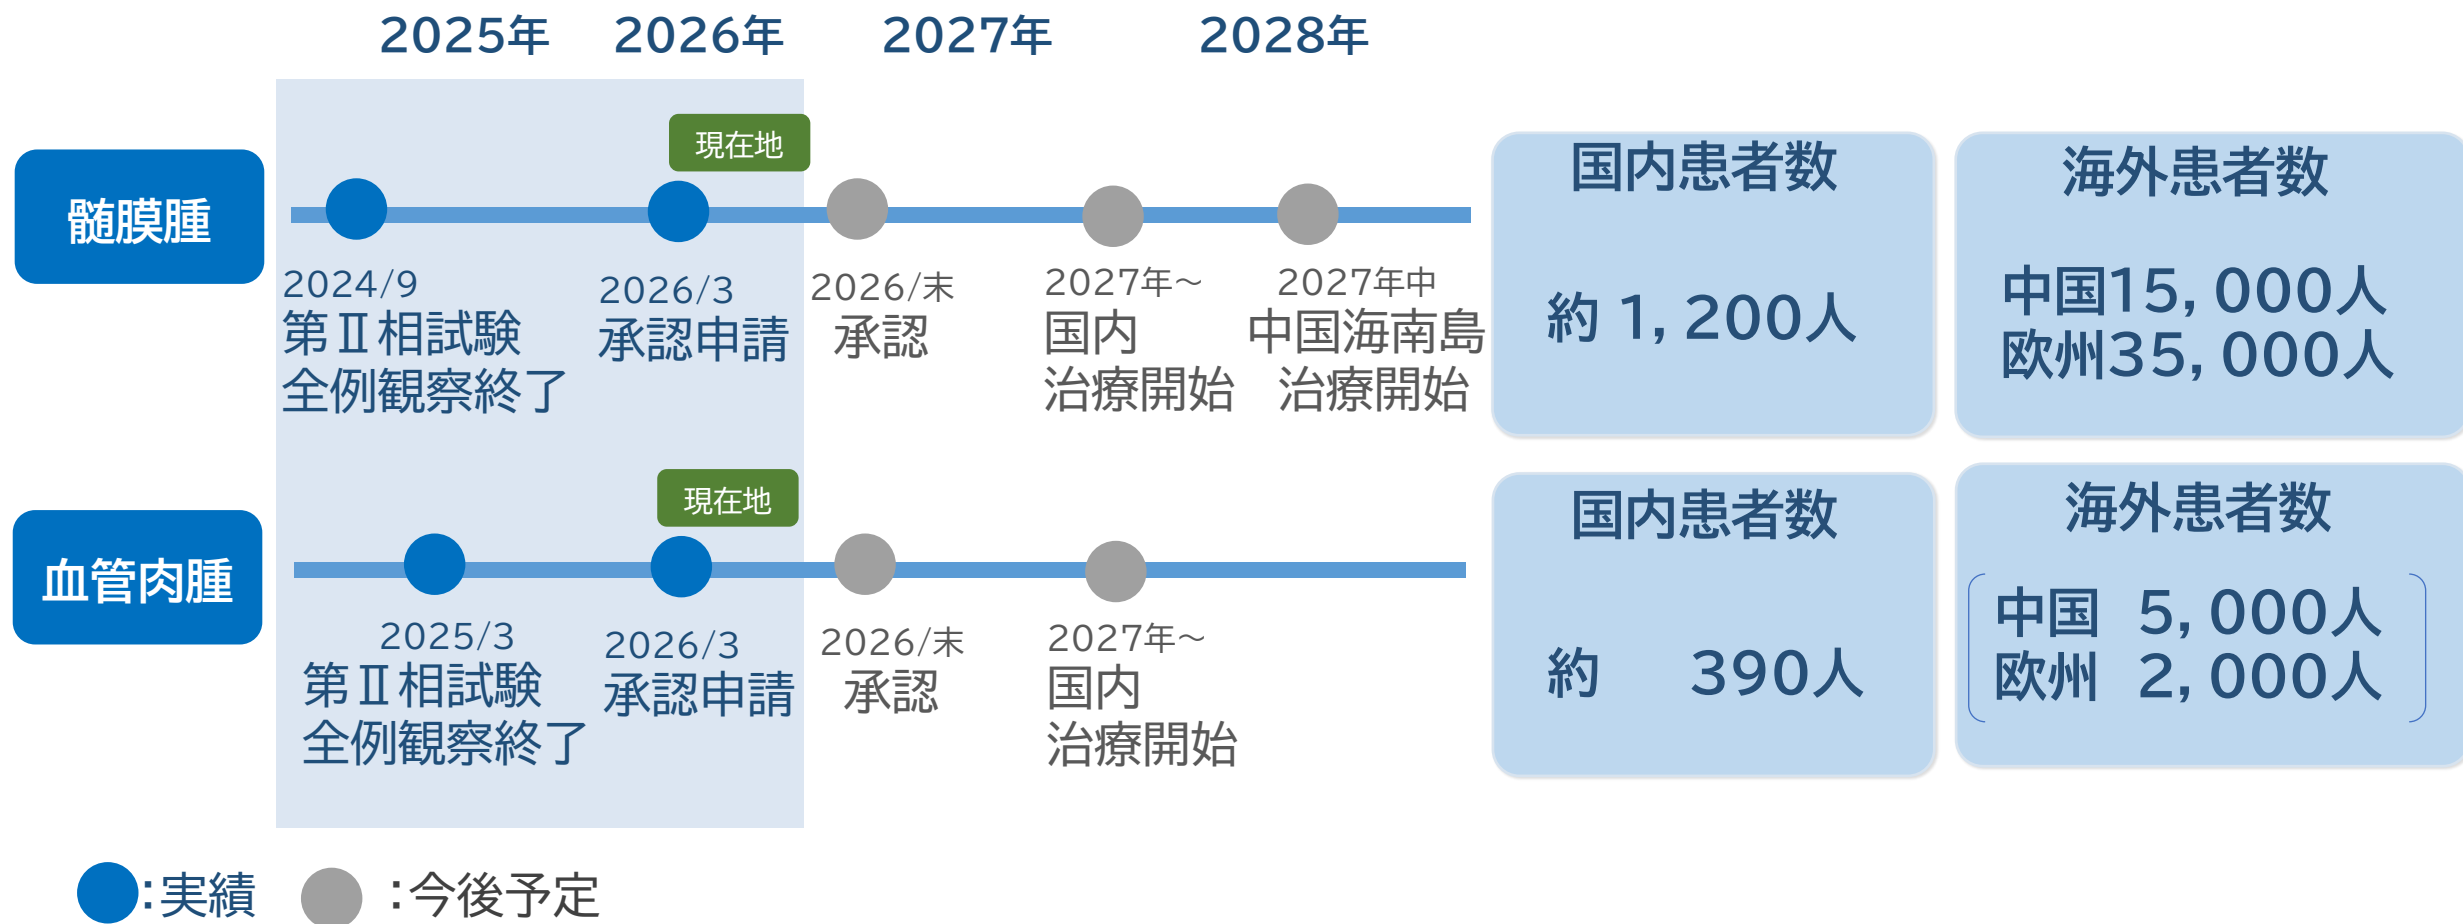 2025年 2026年 2027年 2028年
髄膜腫
現在地
2024/9
第Ⅱ相試験
全例観察終了
2026/3
承認申請
2026/末
承認
2027年～
国内
治療開始
2027年中
中国海南島
治療開始
国内患者数
約 1, 200人
海外患者数
中国15, 000人
欧州35, 000人
血管肉腫
現在地
2025/3
第Ⅱ相試験
全例観察終了
2026/3
承認申請
2026/末
承認
2027年～
国内
治療開始
国内患者数
約 390人
海外患者数
中国 5, 000人
欧州 2, 000人
:実績 :今後予定